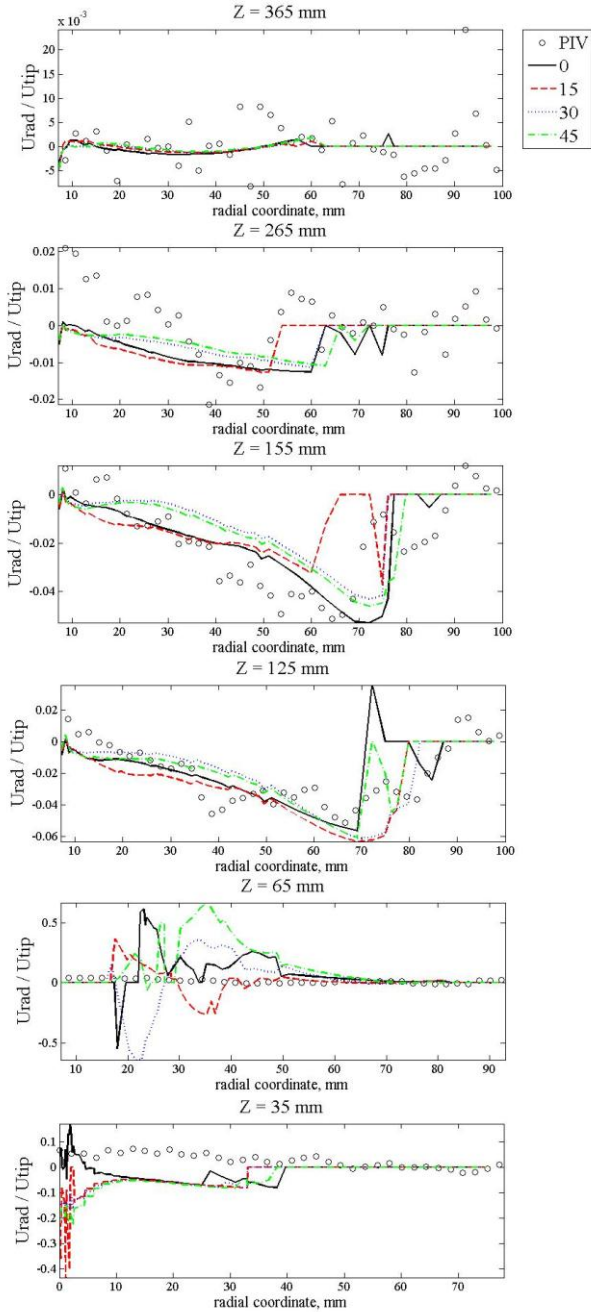 Z = 365 mm
x 10⁻³
Urad / Utip
20
15
10
5
0
-5
10 20 30 40 50 60 70 80 90 100
radial coordinate, mm
PIV
0
15
30
45
Z = 265 mm
Urad / Utip
0.02
0.01
0
-0.01
-0.02
10 20 30 40 50 60 70 80 90 100
radial coordinate, mm
Z = 155 mm
Urad / Utip
0
-0.02
-0.04
10 20 30 40 50 60 70 80 90 100
radial coordinate, mm
Z = 125 mm
Urad / Utip
0.02
0
-0.02
-0.04
-0.06
10 20 30 40 50 60 70 80 90 100
radial coordinate, mm
Z = 65 mm
Urad / Utip
0.5
0
-0.5
10 20 30 40 50 60 70 80 90
radial coordinate, mm
Z = 35 mm
Urad / Utip
0.1
0
-0.1
-0.2
-0.3
-0.4
0 10 20 30 40 50 60 70
radial coordinate, mm